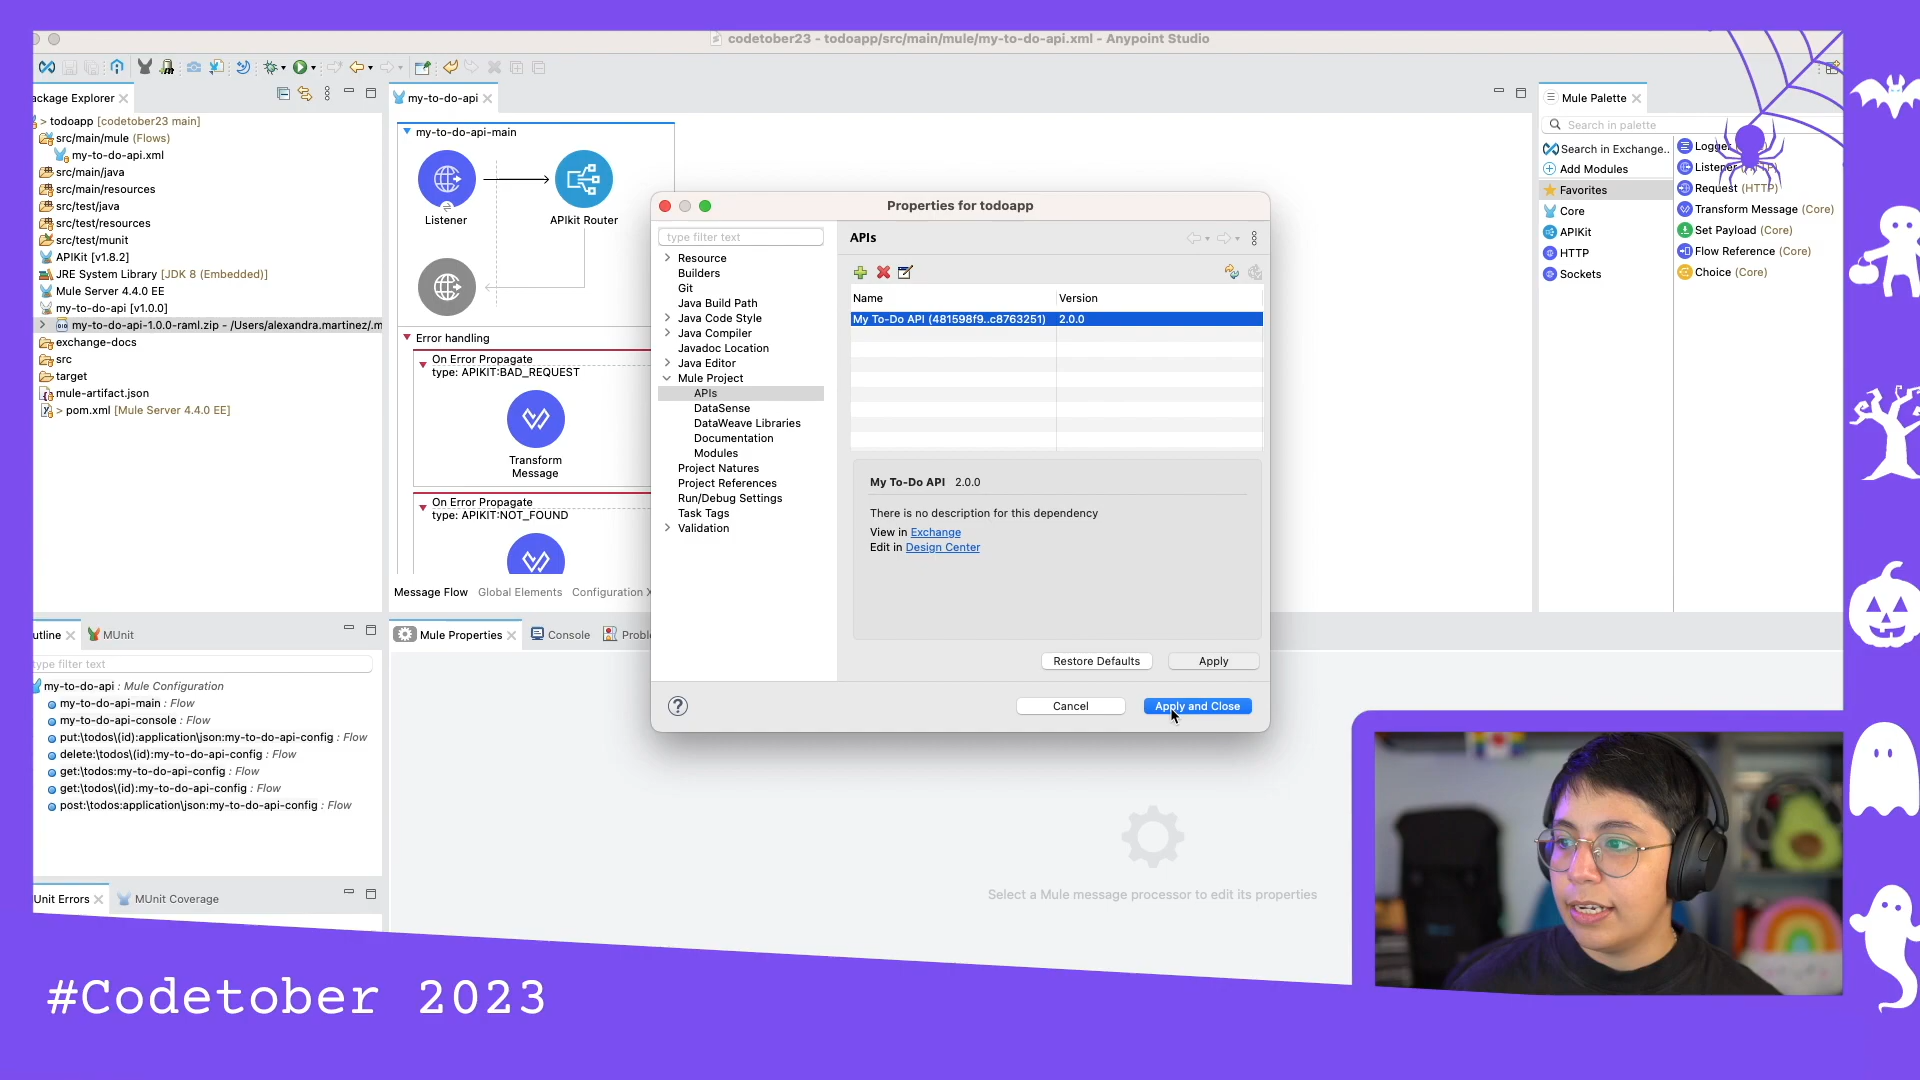 codetober23 - todoapp/src/main/mule/my-to-do-api.xml - Anypoint Studio
ackage Explorer
> todoapp [codetober23 main]
src/main/mule (Flows)
my-to-do-api.xml
src/main/java
src/main/resources
src/test/java
src/test/resources
src/test/munit
APIKit [v1.8.2]
JRE System Library [JDK 8 (Embedded)]
Mule Server 4.4.0 EE
my-to-do-api [v1.0.0]
my-to-do-api-1.0.0-raml.zip - /Users/alexandra.martinez/.m
exchange-docs
src
target
mule-artifact.json
> pom.xml [Mule Server 4.4.0 EE]
my-to-do-api
my-to-do-api-main
Listener
APIkit Router
Error handling
On Error Propagate
type: APIKIT:BAD_REQUEST
Transform
Message
On Error Propagate
type: APIKIT:NOT_FOUND
Message Flow
Global Elements
Configuration X
Properties for todoapp
type filter text
Resource
Builders
Git
Java Build Path
Java Code Style
Java Compiler
Javadoc Location
Java Editor
Mule Project
APIs
DataSense
DataWeave Libraries
Documentation
Modules
Project Natures
Project References
Run/Debug Settings
Task Tags
Validation
APIs
Name
Version
My To-Do API (481598f9..c8763251)
2.0.0
My To-Do API 2.0.0
There is no description for this dependency
View in Exchange
Edit in Design Center
Restore Defaults
Apply
?
Cancel
Apply and Close
Mule Palette
Search in palette
Search in Exchange..
Add Modules
Favorites
Core
APIKit
HTTP
Sockets
Logger
Listener (HTTP)
Request (HTTP)
Transform Message (Core)
Set Payload (Core)
Flow Reference (Core)
Choice (Core)
utline
MUnit
type filter text
my-to-do-api : Mule Configuration
my-to-do-api-main : Flow
my-to-do-api-console : Flow
put:\todos\(id):application\json:my-to-do-api-config : Flow
delete:\todos\(id):my-to-do-api-config : Flow
get:\todos:my-to-do-api-config : Flow
get:\todos\(id):my-to-do-api-config : Flow
post:\todos:application\json:my-to-do-api-config : Flow
Mule Properties
Console
Proble
Select a Mule message processor to edit its properties
Unit Errors
MUnit Coverage
#Codetober 2023